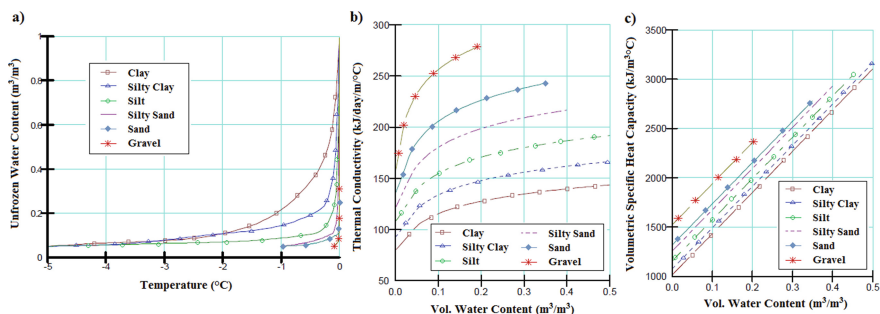 a)
Unfrozen Water Content (m³/m³)
1
0.8
0.6
0.4
0.2
0
-5
-4
-3
-2
-1
0
Temperature (°C)
Clay
Silty Clay
Silt
Silty Sand
Sand
Gravel
b)
Thermal Conductivity (kJ/day/m/°C)
300
250
200
150
100
50
0.0
0.1
0.2
0.3
0.4
0.5
Vol. Water Content (m³/m³)
Clay
Silty Clay
Silt
Silty Sand
Sand
Gravel
c)
Volumetric Specific Heat Capacity (kJ/m³°C)
3500
3000
2500
2000
1500
1000
0.0
0.1
0.2
0.3
0.4
0.5
Vol. Water Content (m³/m³)
Clay
Silty Clay
Silt
Silty Sand
Sand
Gravel